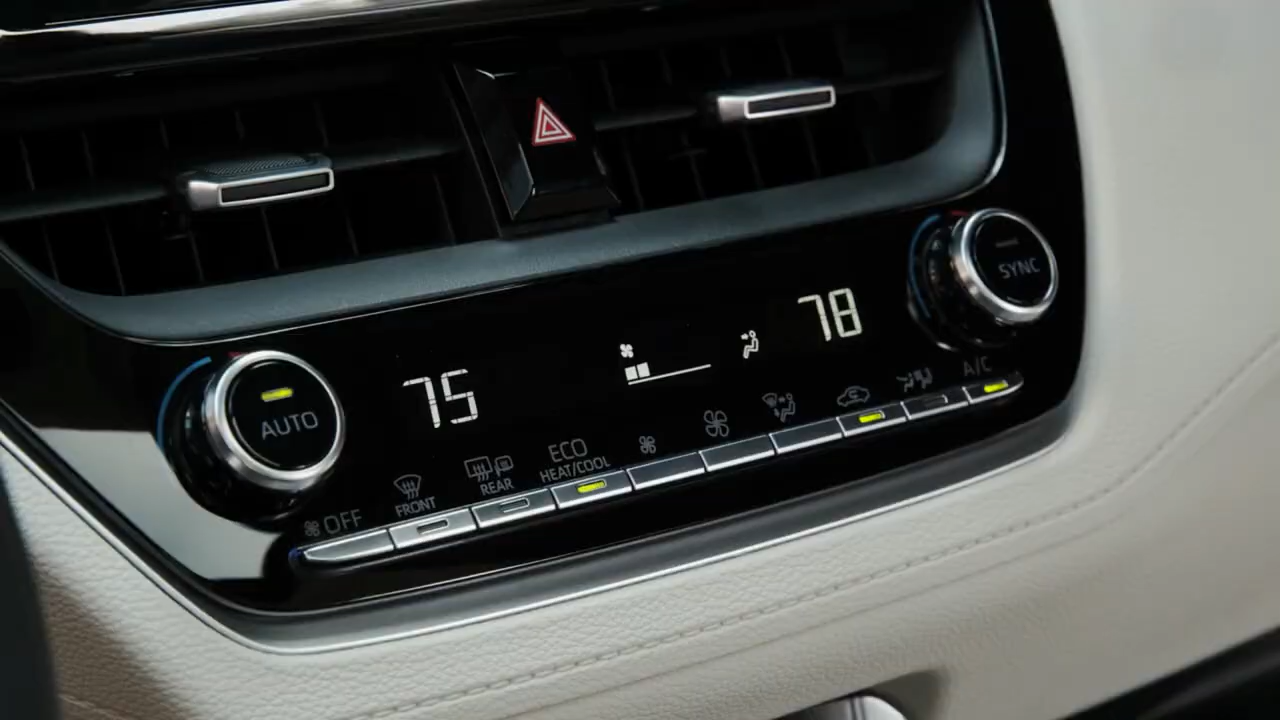 78
SYNC
75
AUTO
A/C
ECO
HEAT/COOL
REAR
FRONT
OFF